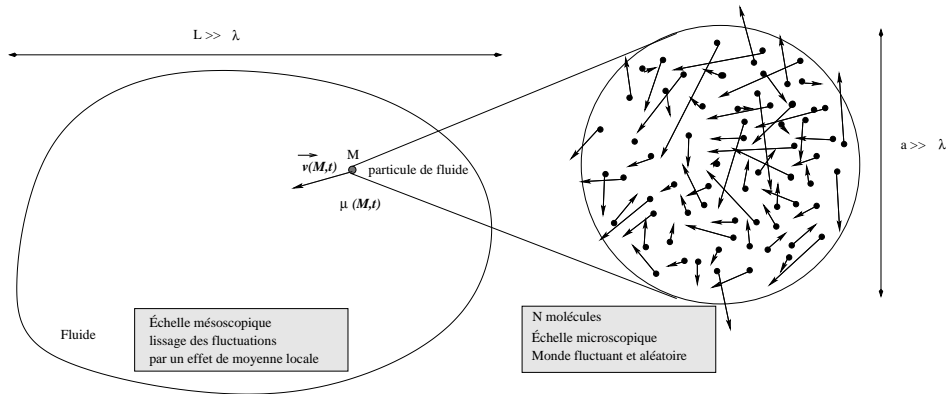 L >> λ
M
v(M,t)
particule de fluide
μ (M,t)
a >> λ
Fluide
Échelle mésoscopique
lissage des fluctuations
par un effet de moyenne locale
N molécules
Échelle microscopique
Monde fluctuant et aléatoire